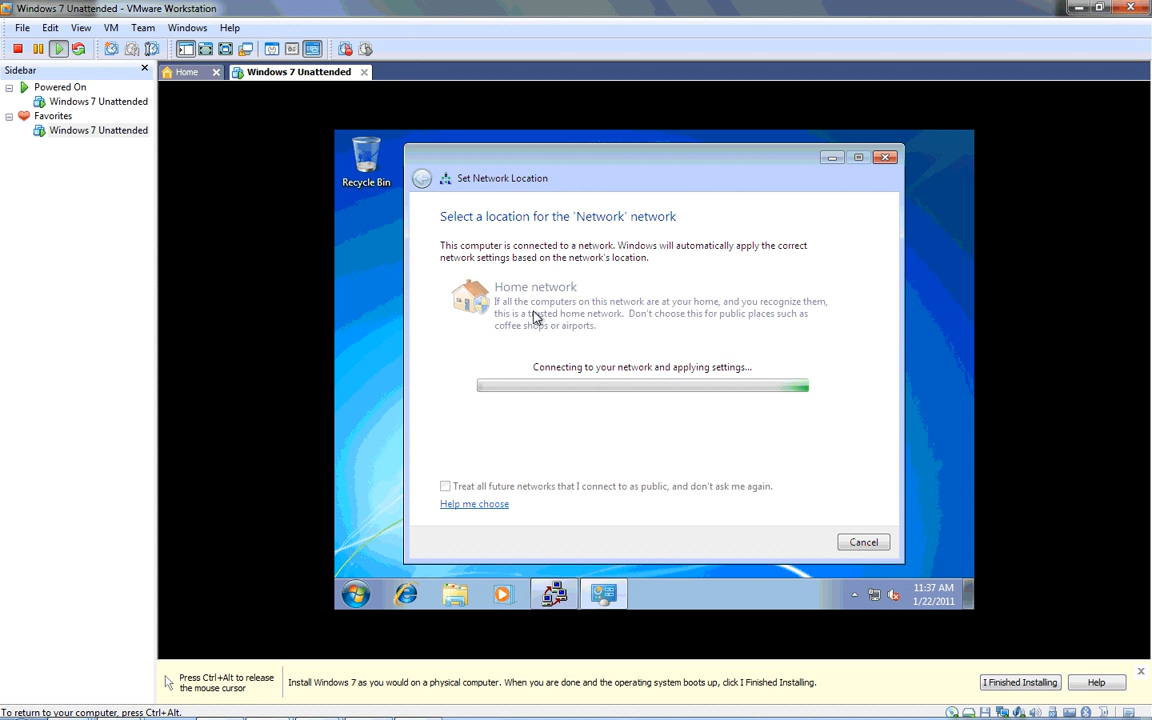 Windows 7 Unattended - VMware Workstation
File Edit View VM Team Windows Help
Sidebar
Home
Windows 7 Unattended
Powered On
Windows 7 Unattended
Favorites
Windows 7 Unattended
Recycle Bin
Set Network Location
Select a location for the 'Network' network
This computer is connected to a network. Windows will automatically apply the correct
network settings based on the network's location.
Home network
If all the computers on this network are at your home, and you recognize them,
this is a trusted home network. Don't choose this for public places such as
coffee shops or airports.
Connecting to your network and applying settings...
Treat all future networks that I connect to as public, and don't ask me again.
Help me choose
Cancel
11:37 AM
1/22/2011
Press Ctrl+Alt to release
the mouse cursor
Install Windows 7 as you would on a physical computer. When you are done and the operating system boots up, click I Finished Installing.
I Finished Installing
Help
To return to your computer, press Ctrl+Alt.